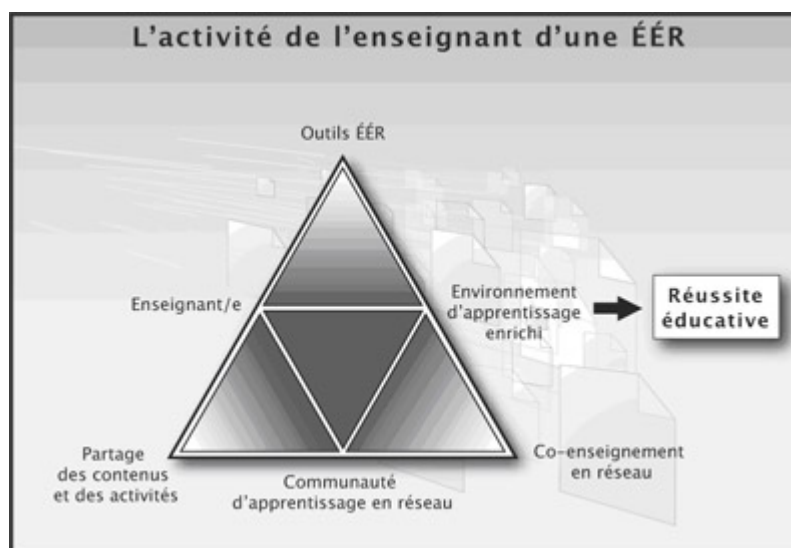 L'activité de l'enseignant d'une ÉÉR
Outils ÉÉR
Enseignant/e
Environnement
d'apprentissage
enrichi
Réussite
éducative
Partage
des contenus
et des activités
Communauté
d'apprentissage en réseau
Co-enseignement
en réseau